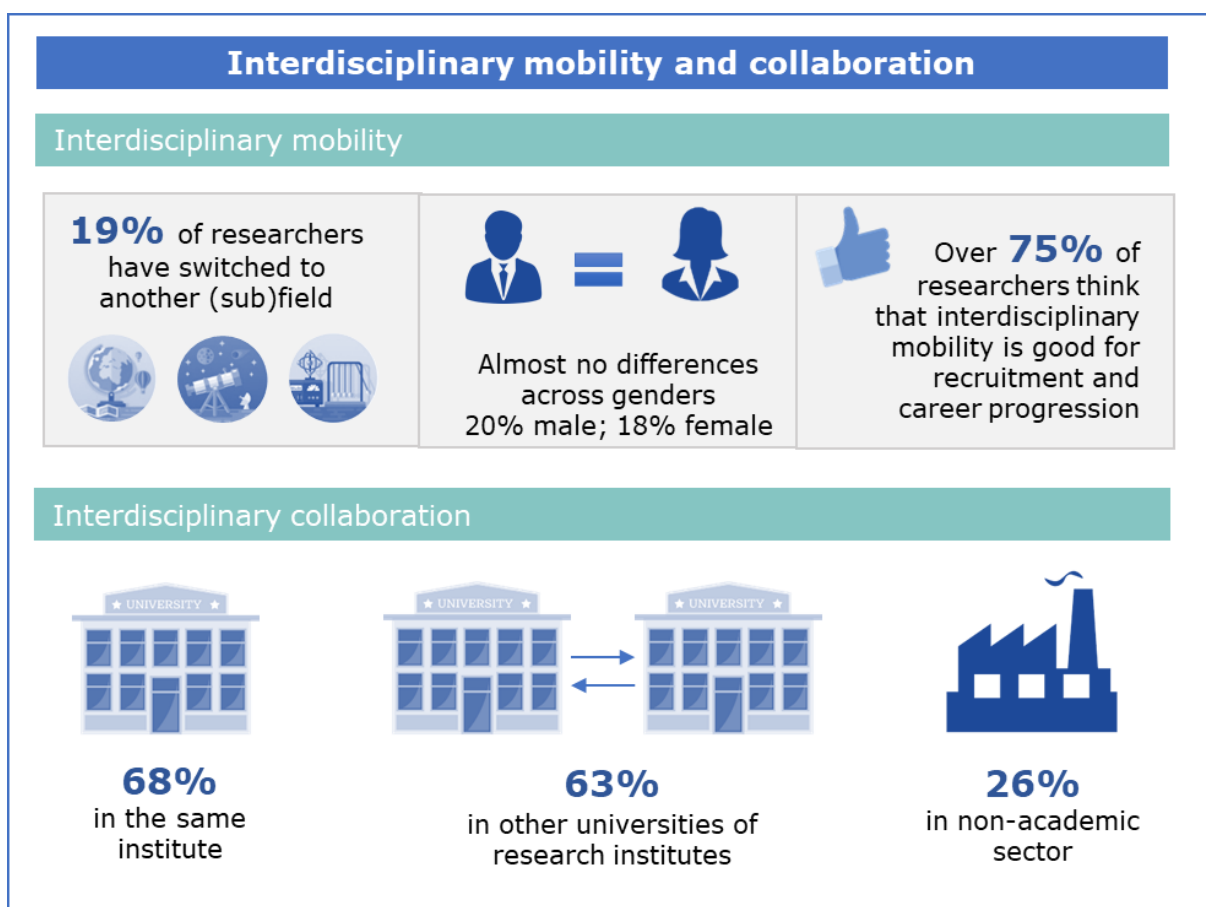 Interdisciplinary mobility and collaboration
Interdisciplinary mobility
19% of researchers
have switched to
another (sub)field
Almost no differences
across genders
20% male; 18% female
Over 75% of
researchers think
that interdisciplinary
mobility is good for
recruitment and
career progression
Interdisciplinary collaboration
★ UNIVERSITY ★
68%
in the same
institute
★ UNIVERSITY ★
★ UNIVERSITY ★
63%
in other universities of
research institutes
26%
in non-academic
sector